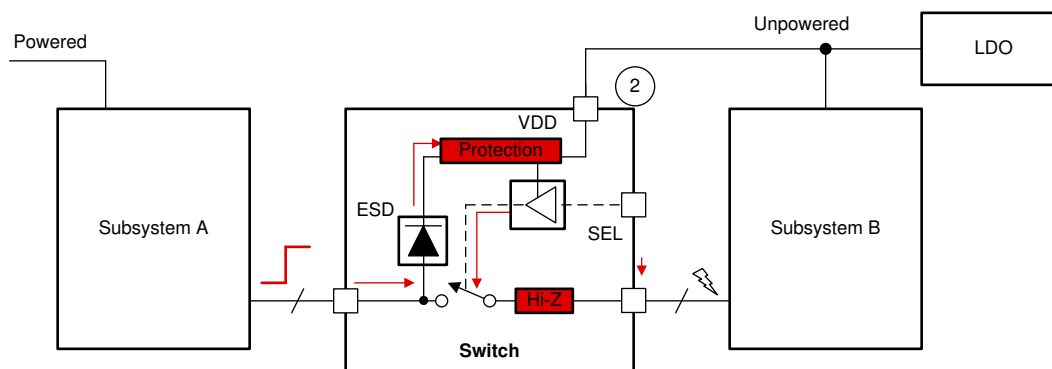 Unpowered
LDO
Powered
2
VDD
Protection
ESD
Subsystem A
Subsystem B
SEL
Hi-Z
Switch